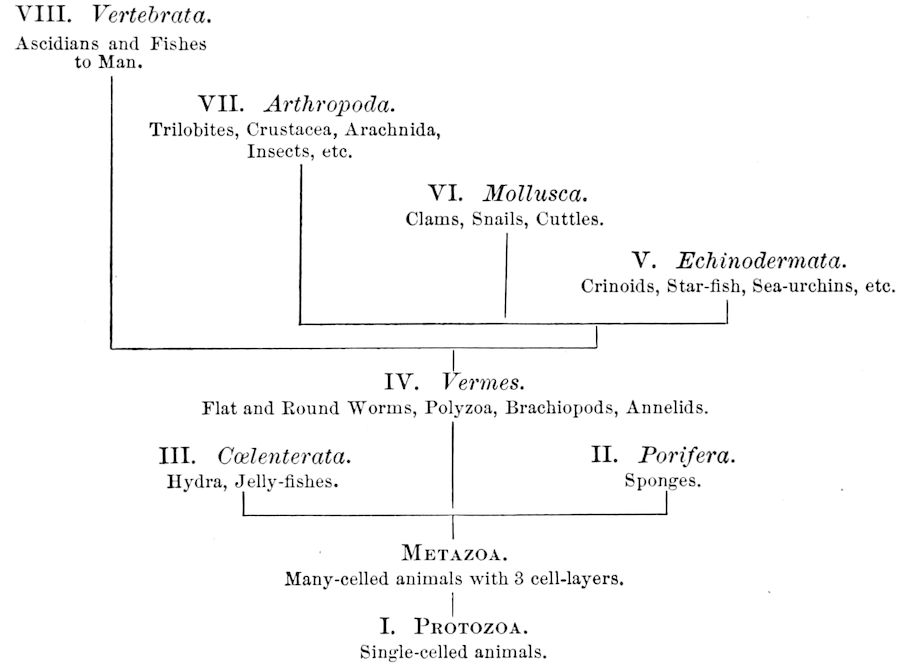 VIII. Vertebrata.
Ascidians and Fishes
to Man.
VII. Arthropoda.
Trilobites, Crustacea, Arachnida,
Insects, etc.
VI. Mollusca.
Clams, Snails, Cuttles.
V. Echinodermata.
Crinoids, Star-fish, Sea-urchins, etc.
IV. Vermes.
Flat and Round Worms, Polyzoa, Brachiopods, Annelids.
III. Cœlenterata.
Hydra, Jelly-fishes.
II. Porifera.
Sponges.
METAZOA.
Many-celled animals with 3 cell-layers.
I. PROTOZOA.
Single-celled animals.